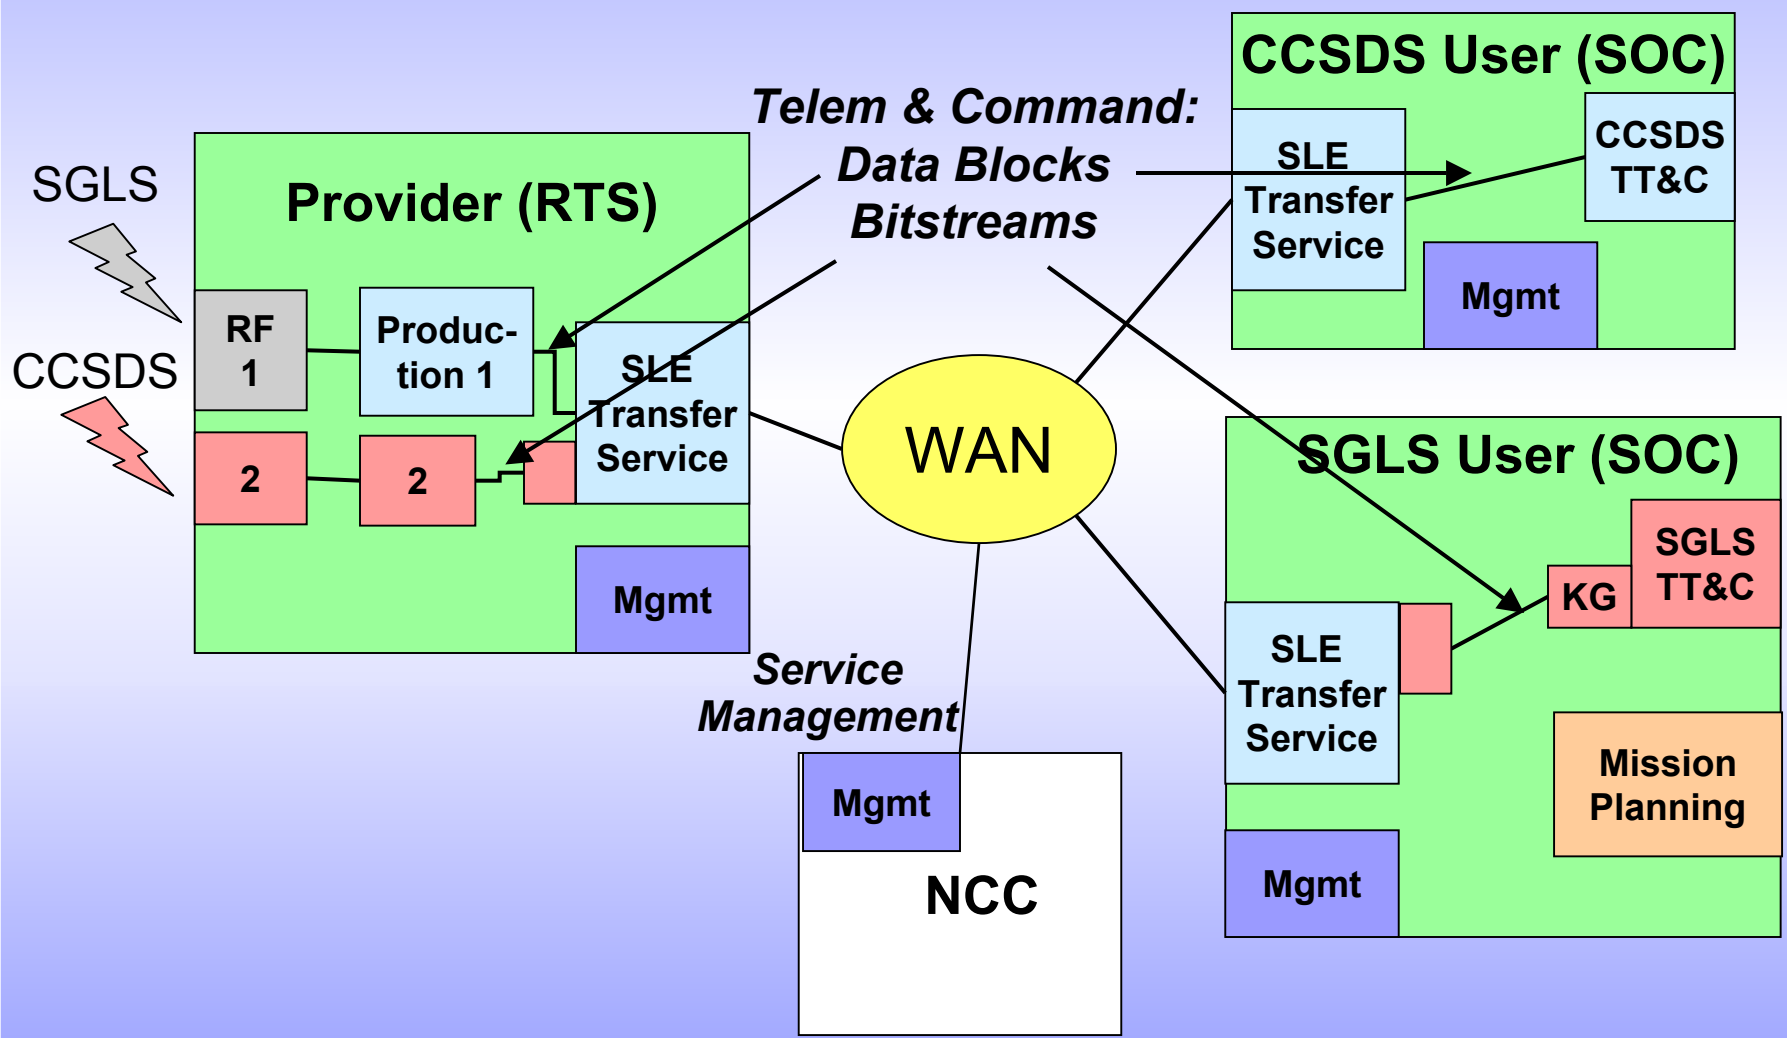 SGLS
CCSDS
Provider (RTS)
RF
1
Produc-
tion 1
2
2
SLE
Transfer
Service
Mgmt
Telem & Command:
Data Blocks
Bitstreams
WAN
Service
Management
Mgmt
NCC
CCSDS User (SOC)
SLE
Transfer
Service
CCSDS
TT&C
Mgmt
SGLS User (SOC)
SGLS
TT&C
KG
SLE
Transfer
Service
Mission
Planning
Mgmt